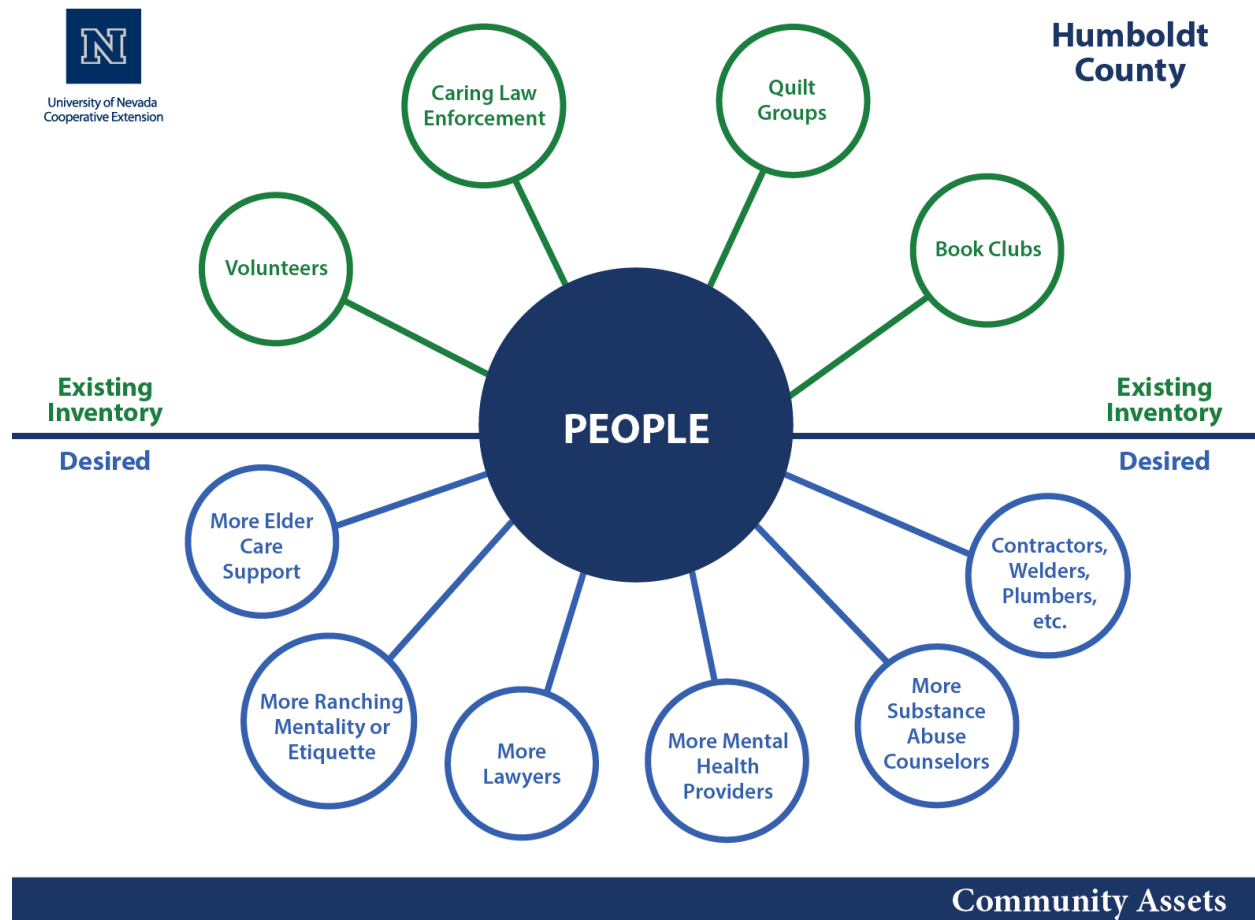 N
University of Nevada
Cooperative Extension
Humboldt
County
Caring Law
Enforcement
Quilt
Groups
Volunteers
Book Clubs
Existing
Inventory
Existing
Inventory
PEOPLE
Desired
Desired
More Elder
Care
Support
Contractors,
Welders,
Plumbers,
etc.
More Ranching
Mentality or
Etiquette
More
Lawyers
More Mental
Health
Providers
More
Substance
Abuse
Counselors
Community Assets